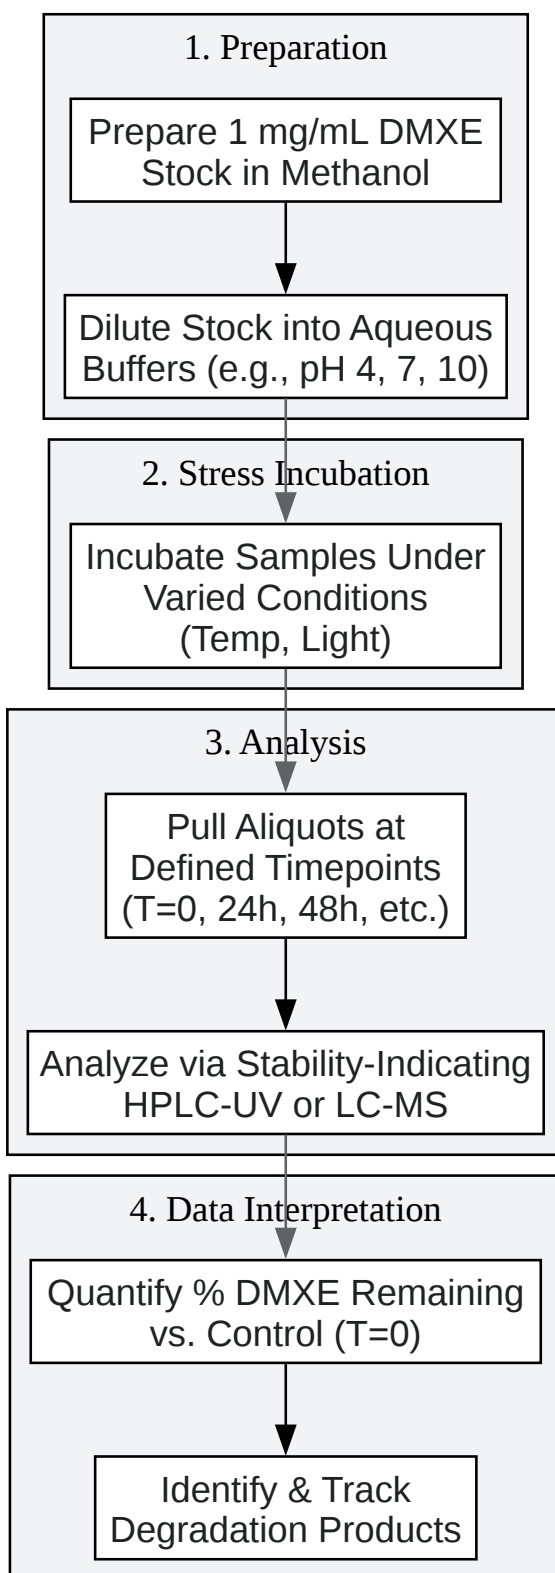 1. Preparation
Prepare 1 mg/mL DMXE
Stock in Methanol
Dilute Stock into Aqueous
Buffers (e.g., pH 4, 7, 10)
2. Stress Incubation
Incubate Samples Under
Varied Conditions
(Temp, Light)
3. Analysis
Pull Aliquots at
Defined Timepoints
(T=0, 24h, 48h, etc.)
Analyze via Stability-Indicating
HPLC-UV or LC-MS
4. Data Interpretation
Quantify % DMXE Remaining
vs. Control (T=0)
Identify & Track
Degradation Products